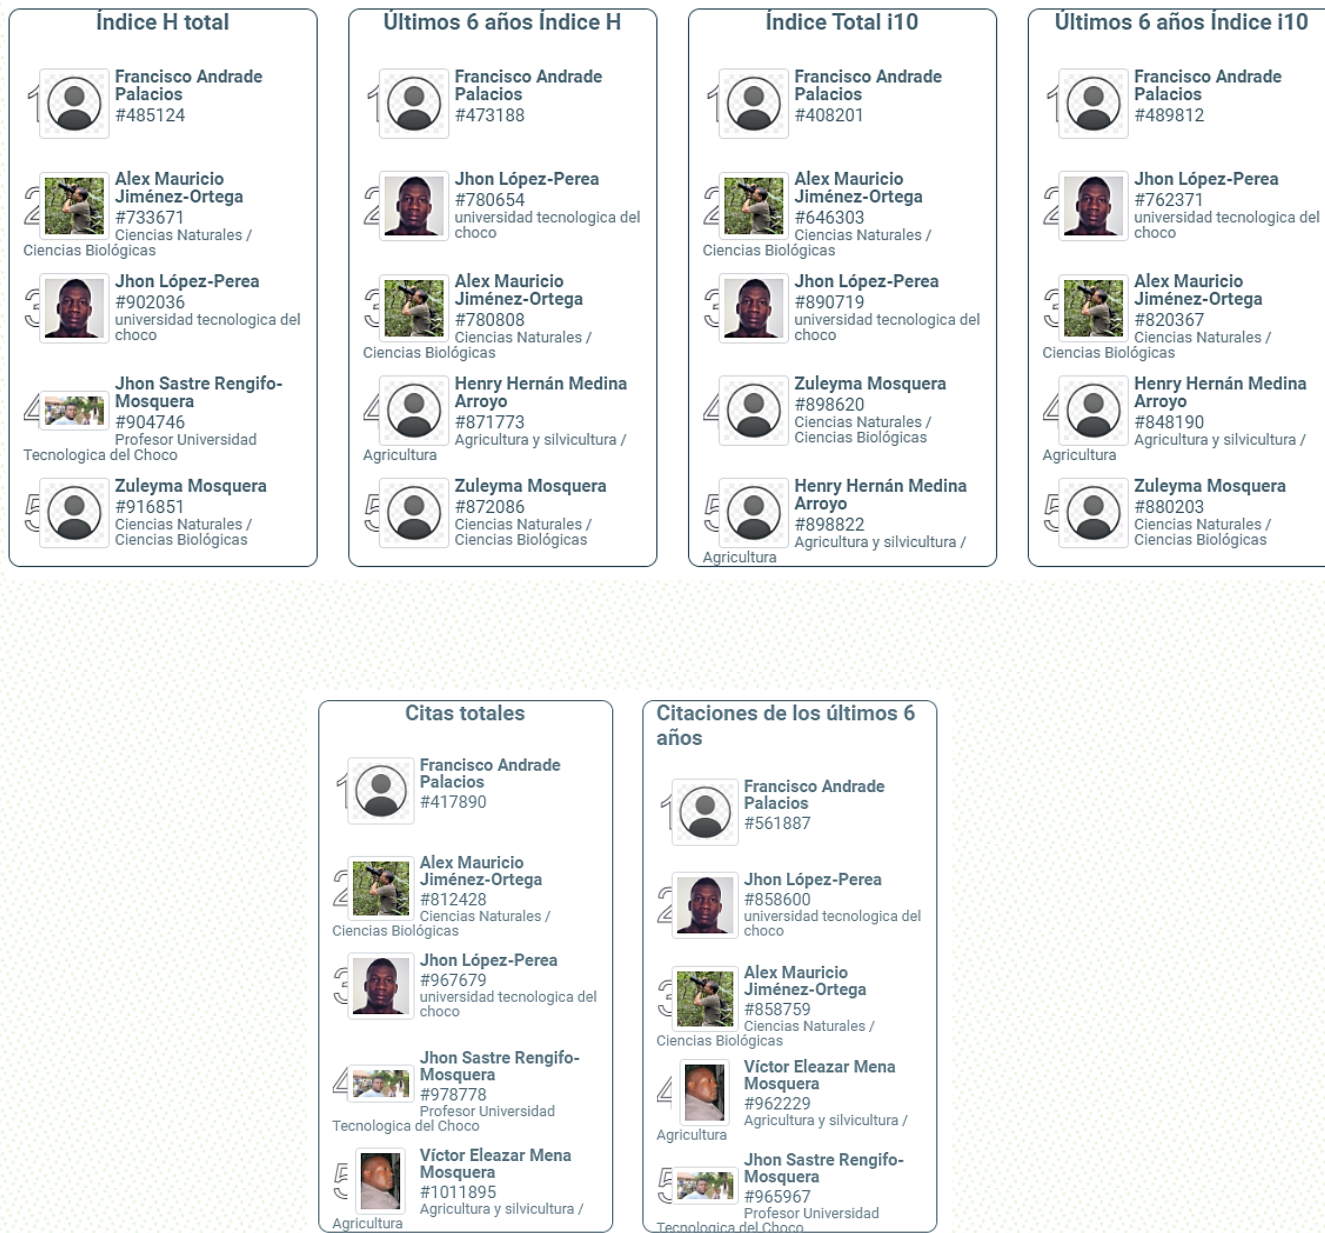 Índice H total
1
Francisco Andrade
Palacios
#485124
2
Alex Mauricio
Jiménez-Ortega
#733671
Ciencias Naturales /
Ciencias Biológicas
3
Jhon López-Perea
#902036
universidad tecnologica del
choco
4
Jhon Sastre Rengifo-
Mosquera
#904746
Profesor Universidad
Tecnologica del Choco
5
Zuleyma Mosquera
#916851
Ciencias Naturales /
Ciencias Biológicas
Últimos 6 años Índice H
1
Francisco Andrade
Palacios
#473188
2
Jhon López-Perea
#780654
universidad tecnologica del
choco
3
Alex Mauricio
Jiménez-Ortega
#780808
Ciencias Naturales /
Ciencias Biológicas
4
Henry Hernán Medina
Arroyo
#871773
Agricultura y silvicultura /
Agricultura
5
Zuleyma Mosquera
#872086
Ciencias Naturales /
Ciencias Biológicas
Índice Total i10
1
Francisco Andrade
Palacios
#408201
2
Alex Mauricio
Jiménez-Ortega
#646303
Ciencias Naturales /
Ciencias Biológicas
3
Jhon López-Perea
#890719
universidad tecnologica del
choco
4
Zuleyma Mosquera
#898620
Ciencias Naturales /
Ciencias Biológicas
5
Henry Hernán Medina
Arroyo
#898822
Agricultura y silvicultura /
Agricultura
Últimos 6 años Índice i10
1
Francisco Andrade
Palacios
#489812
2
Jhon López-Perea
#762371
universidad tecnologica del
choco
3
Alex Mauricio
Jiménez-Ortega
#820367
Ciencias Naturales /
Ciencias Biológicas
4
Henry Hernán Medina
Arroyo
#848190
Agricultura y silvicultura /
Agricultura
5
Zuleyma Mosquera
#880203
Ciencias Naturales /
Ciencias Biológicas
Citas totales
1
Francisco Andrade
Palacios
#417890
2
Alex Mauricio
Jiménez-Ortega
#812428
Ciencias Naturales /
Ciencias Biológicas
3
Jhon López-Perea
#967679
universidad tecnologica del
choco
4
Jhon Sastre Rengifo-
Mosquera
#978778
Profesor Universidad
Tecnologica del Choco
5
Víctor Eleazar Mena
Mosquera
#1011895
Agricultura y silvicultura /
Agricultura
Citaciones de los últimos 6
años
1
Francisco Andrade
Palacios
#561887
2
Jhon López-Perea
#858600
universidad tecnologica del
choco
3
Alex Mauricio
Jiménez-Ortega
#858759
Ciencias Naturales /
Ciencias Biológicas
4
Víctor Eleazar Mena
Mosquera
#962229
Agricultura y silvicultura /
Agricultura
5
Jhon Sastre Rengifo-
Mosquera
#965967
Profesor Universidad
Tecnologica del Choco